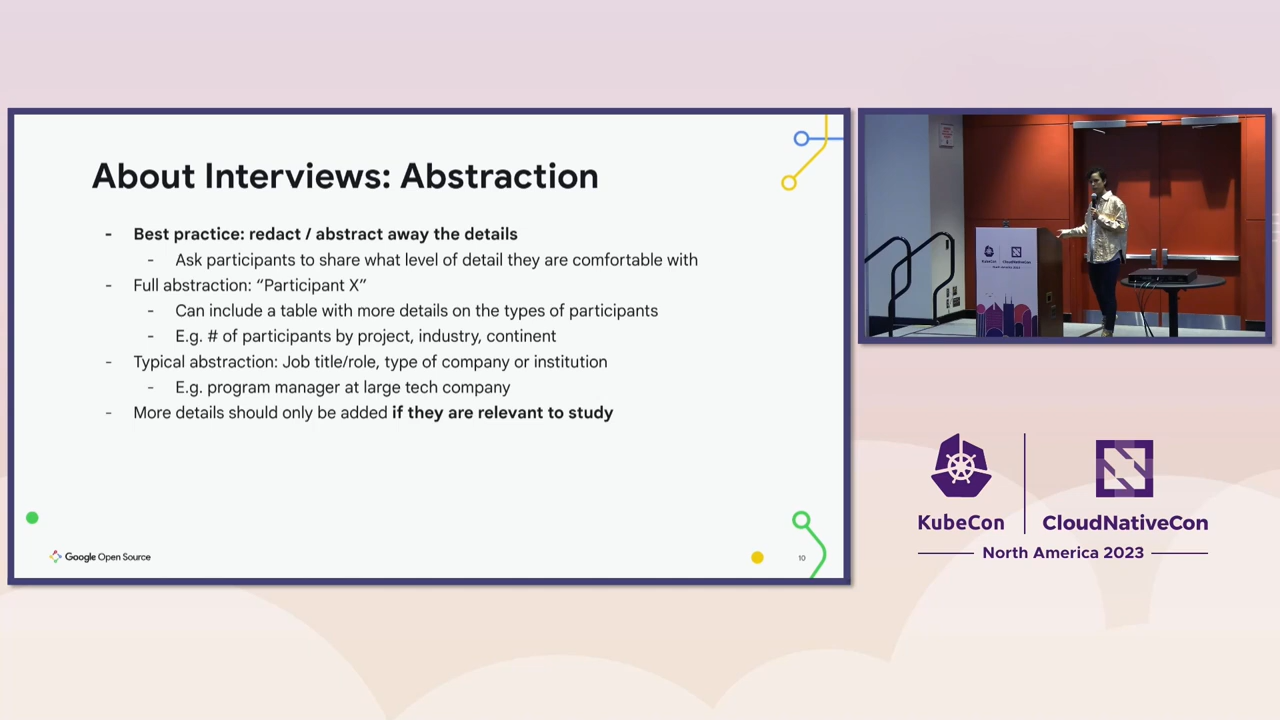 About Interviews: Abstraction
- Best practice: redact / abstract away the details
- Ask participants to share what level of detail they are comfortable with
- Full abstraction: “Participant X”
- Can include a table with more details on the types of participants
- E.g. # of participants by project, industry, continent
- Typical abstraction: Job title/role, type of company or institution
- E.g. program manager at large tech company
- More details should only be added if they are relevant to study
Google Open Source
10
KubeCon
CloudNativeCon
North America 2023